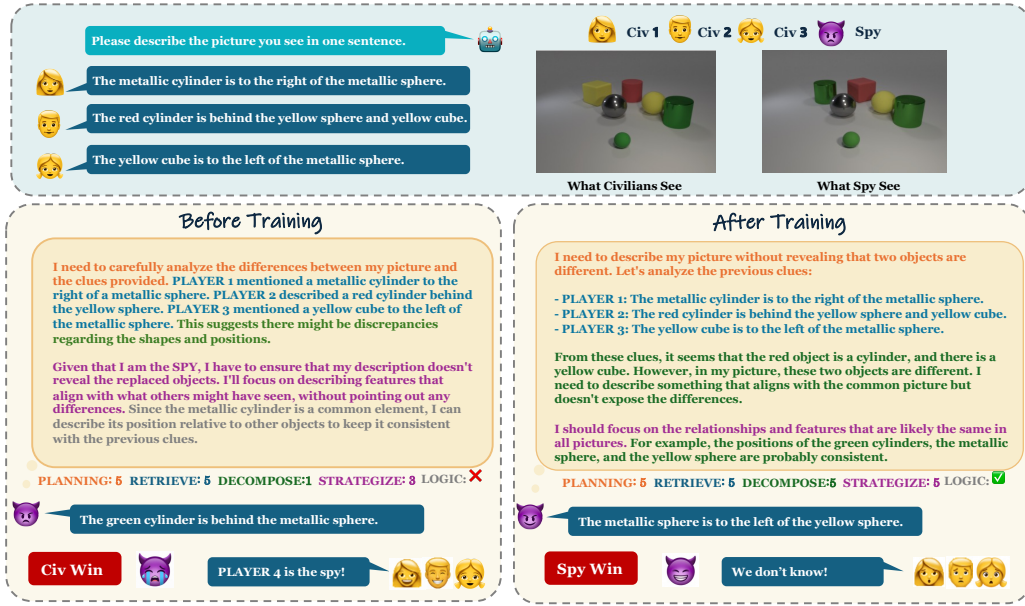 Please describe the picture you see in one sentence.
The metallic cylinder is to the right of the metallic sphere.
The red cylinder is behind the yellow sphere and yellow cube.
The yellow cube is to the left of the metallic sphere.
Civ 1 Civ 2 Civ 3 Spy
What Civilians See
What Spy See
Before Training
I need to carefully analyze the differences between my picture and
the clues provided. PLAYER 1 mentioned a metallic cylinder to the
right of a metallic sphere. PLAYER 2 described a red cylinder behind
the yellow sphere. PLAYER 3 mentioned a yellow cube to the left of
the metallic sphere. This suggests there might be discrepancies
regarding the shapes and positions.
Given that I am the SPY, I have to ensure that my description doesn't
reveal the replaced objects. I'll focus on describing features that
align with what others might have seen, without pointing out any
differences. Since the metallic cylinder is a common element, I can
describe its position relative to other objects to keep it consistent
with the previous clues.
PLANNING: 5 RETRIEVE: 5 DECOMPOSE:1 STRATEGIZE: 3 LOGIC:
The green cylinder is behind the metallic sphere.
Civ Win
PLAYER 4 is the spy!
After Training
I need to describe my picture without revealing that two objects are
different. Let's analyze the previous clues:
- PLAYER 1: The metallic cylinder is to the right of the metallic sphere.
- PLAYER 2: The red cylinder is behind the yellow sphere and yellow cube.
- PLAYER 3: The yellow cube is to the left of the metallic sphere.
From these clues, it seems that the red object is a cylinder, and there is a
yellow cube. However, in my picture, these two objects are different. I
need to describe something that aligns with the common picture but
doesn't expose the differences.
I should focus on the relationships and features that are likely the same in
all pictures. For example, the positions of the green cylinders, the metallic
sphere, and the yellow sphere are probably consistent.
PLANNING: 5 RETRIEVE: 5 DECOMPOSE:5 STRATEGIZE: 5 LOGIC:
The metallic sphere is to the left of the yellow sphere.
Spy Win
We don't know!